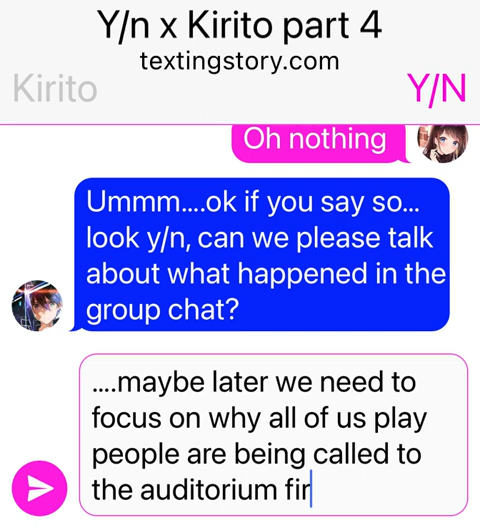 Y/n x Kirito part 4
textingstory.com
Kirito
Y/N
Oh nothing
Ummm....ok if you say so...
look y/n, can we please talk
about what happened in the
group chat?
....maybe later we need to
focus on why all of us play
people are being called to
the auditorium fir